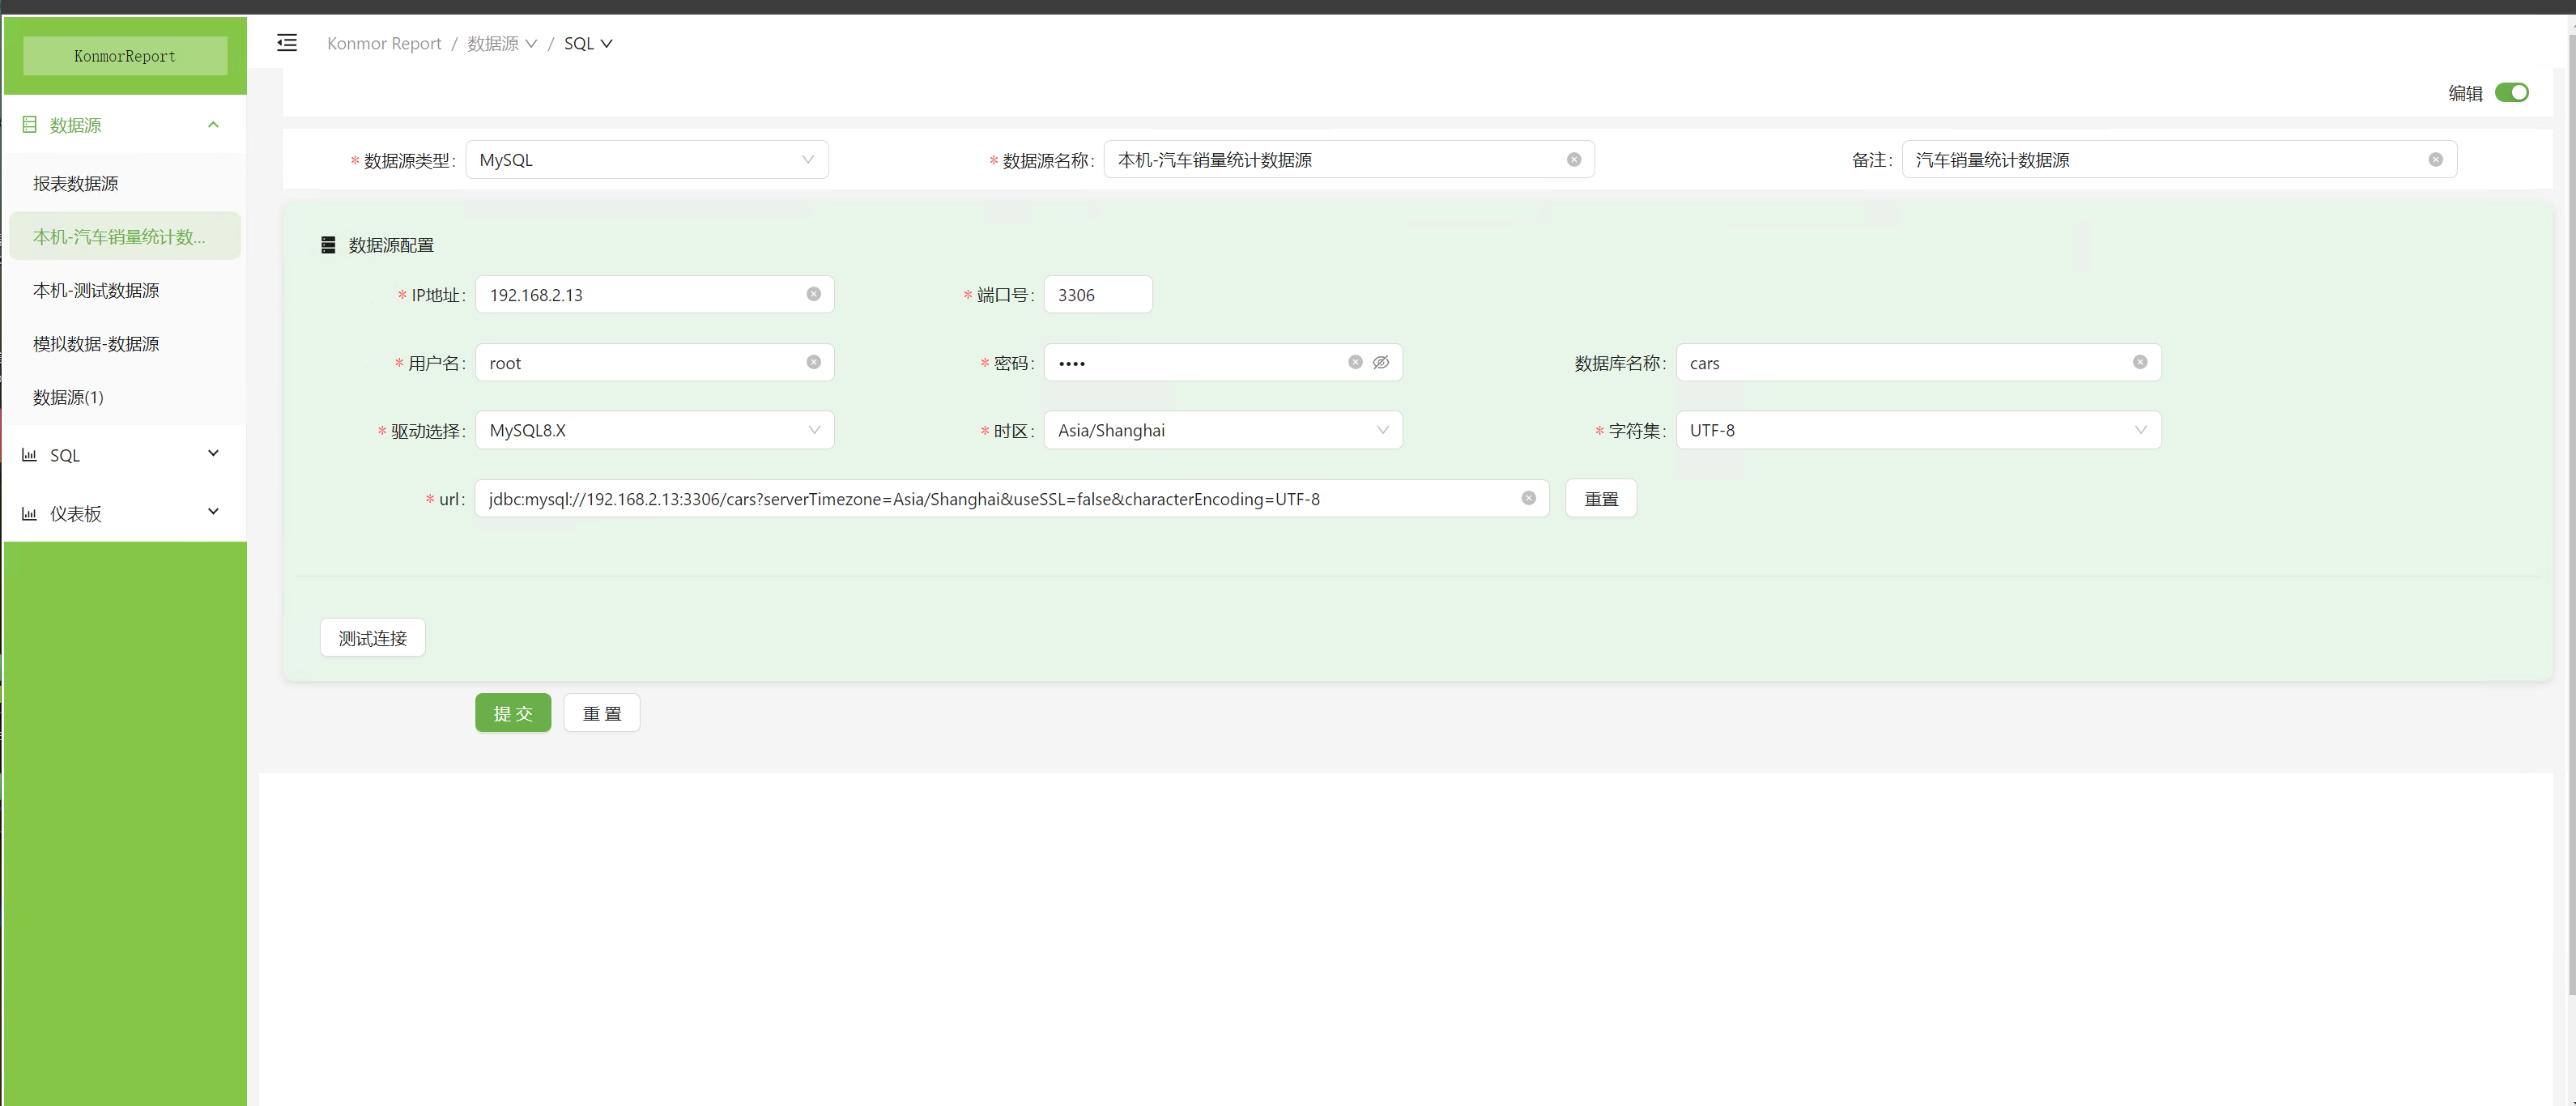 KonmorReport
Konmor Report / 数据源 / SQL
编辑
数据源
报表数据源
本机-汽车销量统计数...
本机-测试数据源
模拟数据-数据源
数据源(1)
SQL
仪表板
* 数据源类型: MySQL
* 数据源名称: 本机-汽车销量统计数据源
备注: 汽车销量统计数据源
数据源配置
* IP地址: 192.168.2.13
* 端口号: 3306
* 用户名: root
* 密码: ••••
数据库名称: cars
* 驱动选择: MySQL8.X
* 时区: Asia/Shanghai
* 字符集: UTF-8
* url: jdbc:mysql://192.168.2.13:3306/cars?serverTimezone=Asia/Shanghai&useSSL=false&characterEncoding=UTF-8
重置
测试连接
提 交
重 置